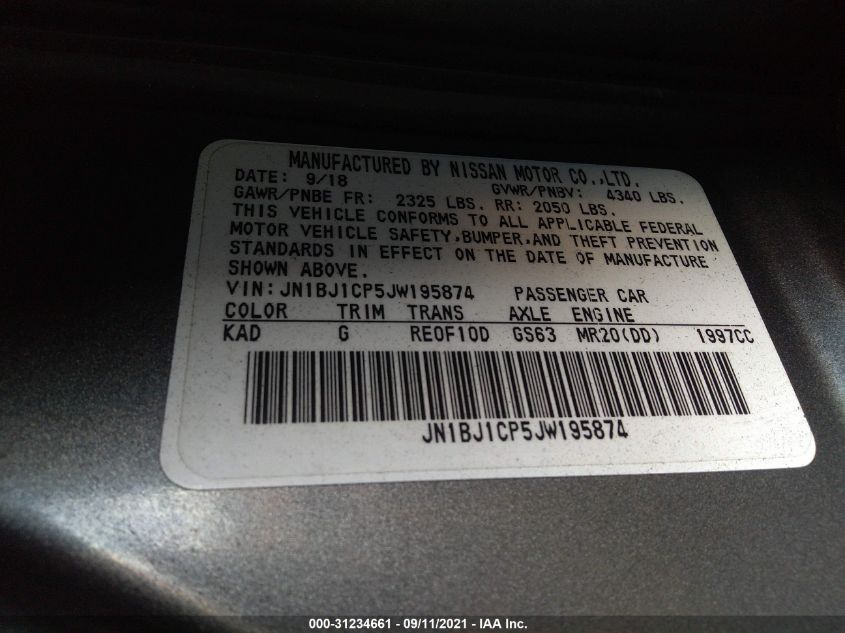 MANUFACTURED BY NISSAN MOTOR CO.,LTD.
DATE: 9/18 GVWR/PNBV: 4340 LBS.
GAWR/PNBE FR: 2325 LBS. RR: 2050 LBS.
THIS VEHICLE CONFORMS TO ALL APPLICABLE FEDERAL
MOTOR VEHICLE SAFETY,BUMPER,AND THEFT PREVENTION
STANDARDS IN EFFECT ON THE DATE OF MANUFACTURE
SHOWN ABOVE.
VIN:JN1BJ1CP5JW195874 PASSENGER CAR
COLOR TRIM TRANS AXLE ENGINE
KAD G RE0F10D GS63 MR20(DD) 1997CC
JN1BJ1CP5JW195874
000-31234661 - 09/11/2021 - IAA Inc.